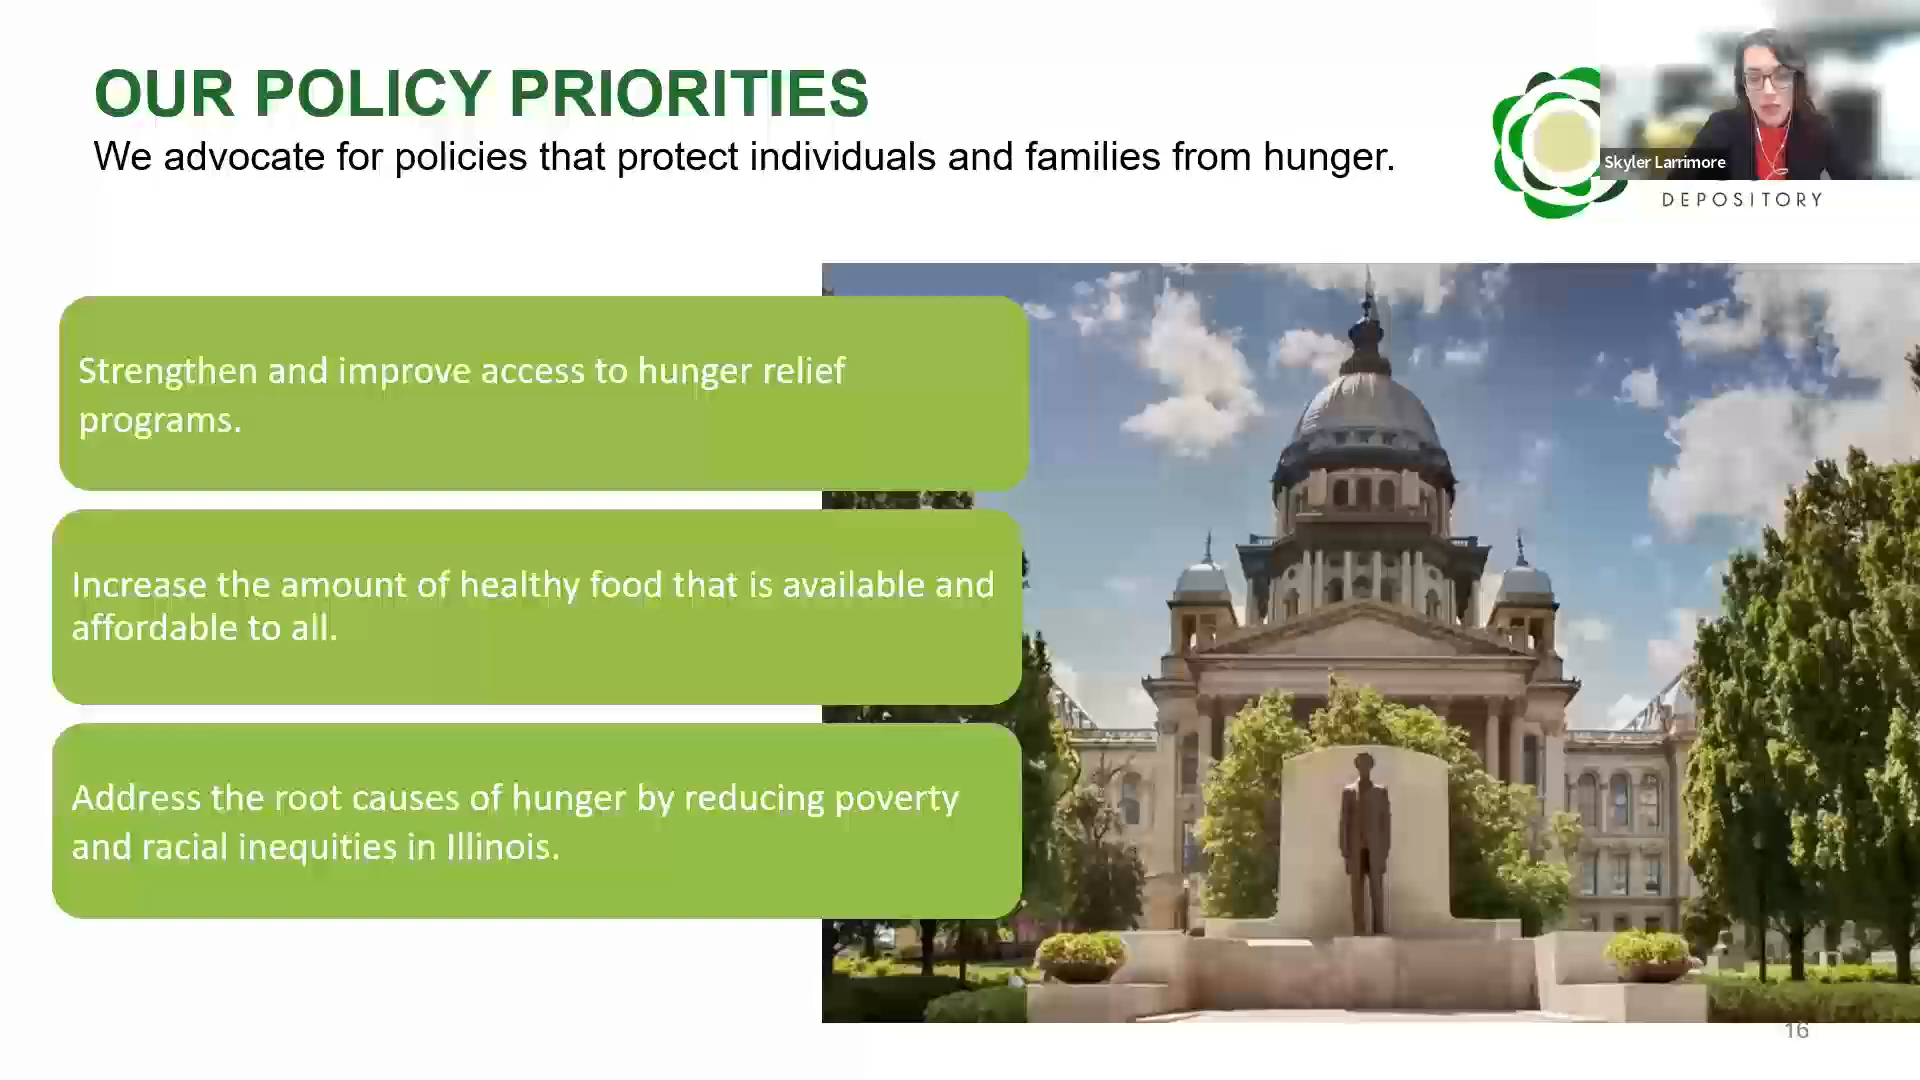 OUR POLICY PRIORITIES
We advocate for policies that protect individuals and families from hunger.
Skyler Larrimore
DEPOSITORY
Strengthen and improve access to hunger relief
programs.
Increase the amount of healthy food that is available and
affordable to all.
Address the root causes of hunger by reducing poverty
and racial inequities in Illinois.
16